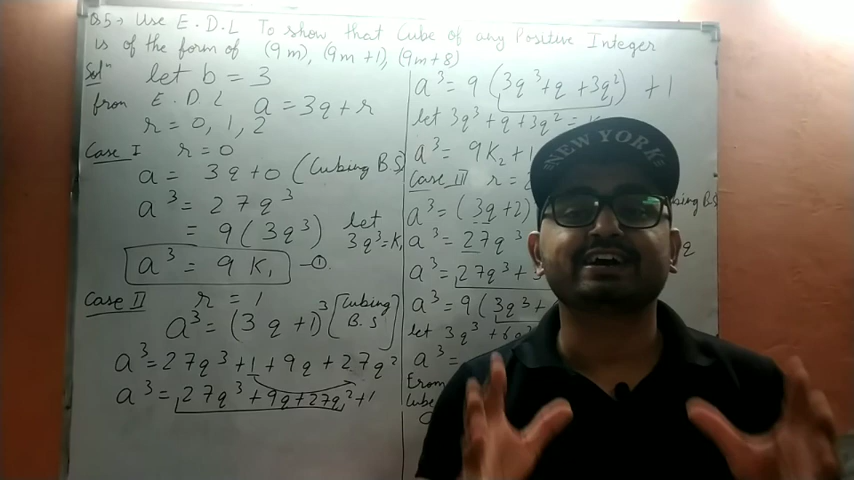 Q.5→ Use E.D.L To show that Cube of any Positive Integer
is of the form of (9m), (9m+1), (9m+8)
Solⁿ let b = 3
from E.D.L a = 3q + r
r = 0, 1, 2
Case I r = 0
a = 3q + 0 (Cubing B.S
a³ = 27q³
= 9(3q³) let 3q³ = K₁
a³ = 9K₁ —①
Case II r = 1
a³ = (3q + 1)³ [Cubing B.S]
a³ = 27q³ + 1 + 9q + 27q²
a³ = 27q³ + 9q + 27q² + 1
a³ = 9(3q³ + q + 3q²) + 1
let 3q³ + q + 3q² =
a³ = 9K₂ + 1
Case III r =
a³ = (3q + 2)
a³ = 27q³ q
a³ = 27q³ +
a³ = 9(3q³ +
let 3q³ + 6q²
a³ =
From
Cube
NEW YORK